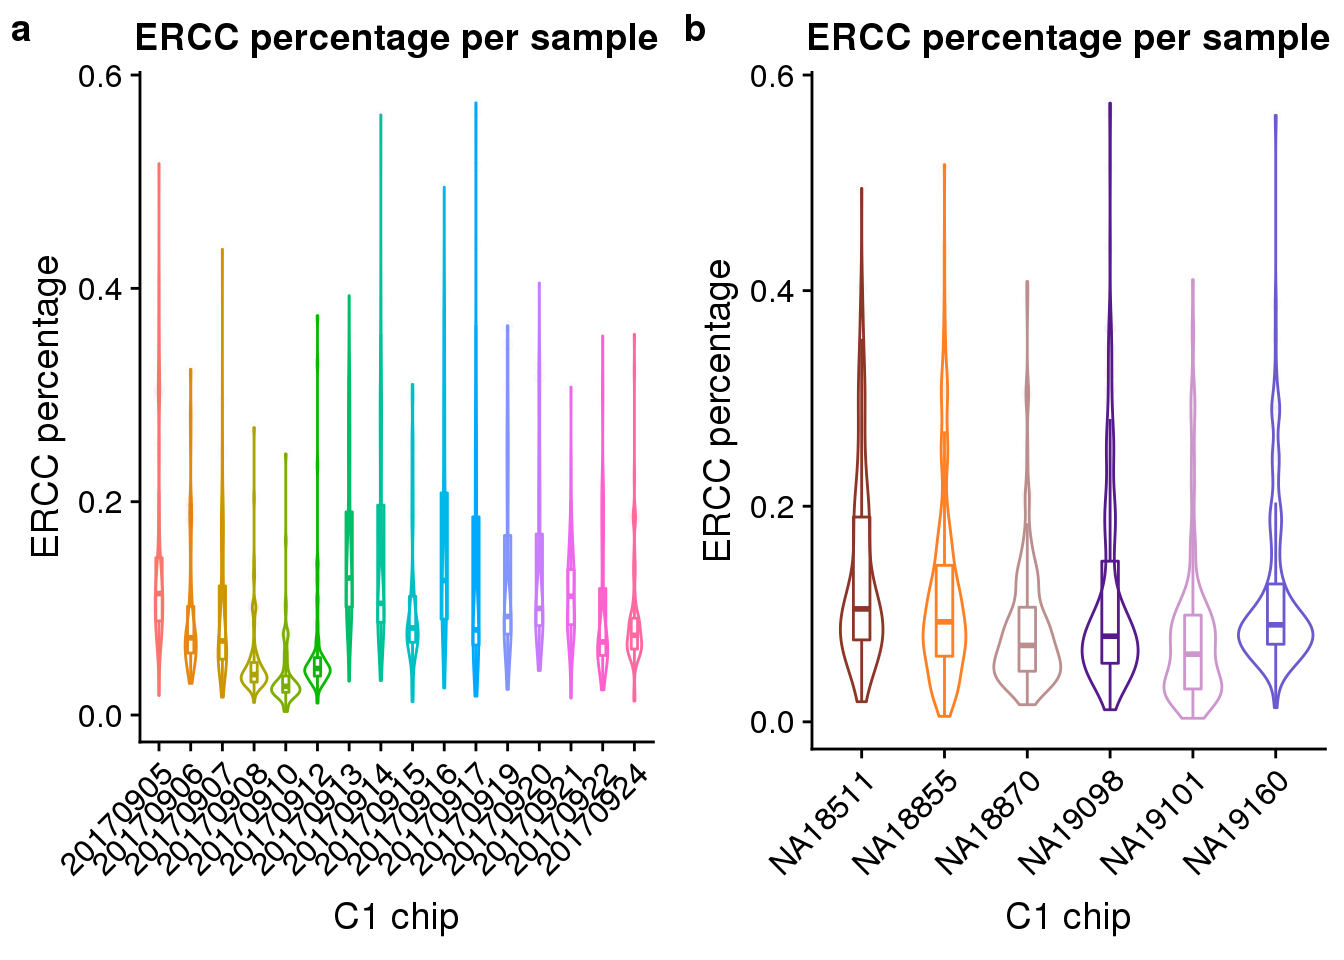 a
ERCC percentage per sample
ERCC percentage
0.6
0.4
0.2
0.0
20170905
20170906
20170907
20170908
20170910
20170912
20170913
20170914
20170915
20170916
20170917
20170919
20170920
20170921
20170922
20170924
C1 chip
b
ERCC percentage per sample
ERCC percentage
0.6
0.4
0.2
0.0
NA18511
NA18855
NA18870
NA19098
NA19101
NA19160
C1 chip